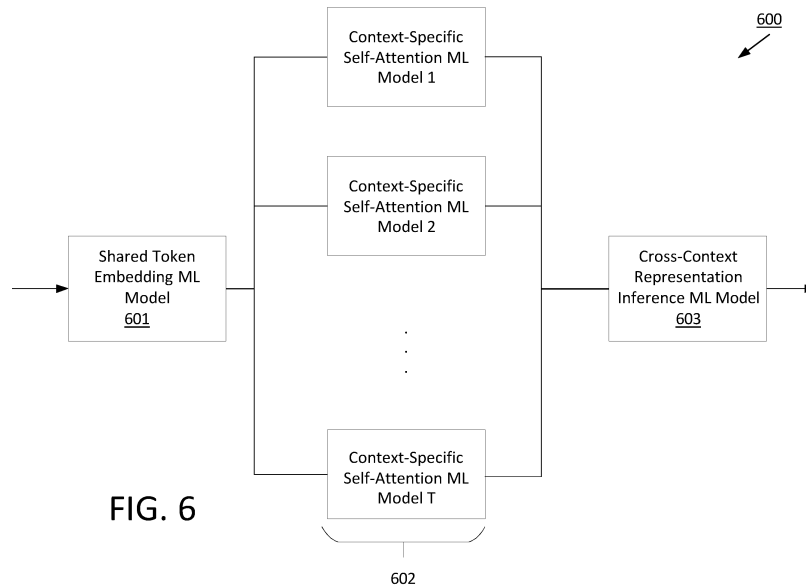 600
Context-Specific
Self-Attention ML
Model 1
Context-Specific
Self-Attention ML
Model 2
Shared Token
Embedding ML
Model
601
Cross-Context
Representation
Inference ML Model
603
.
.
.
Context-Specific
Self-Attention ML
Model T
FIG. 6
602